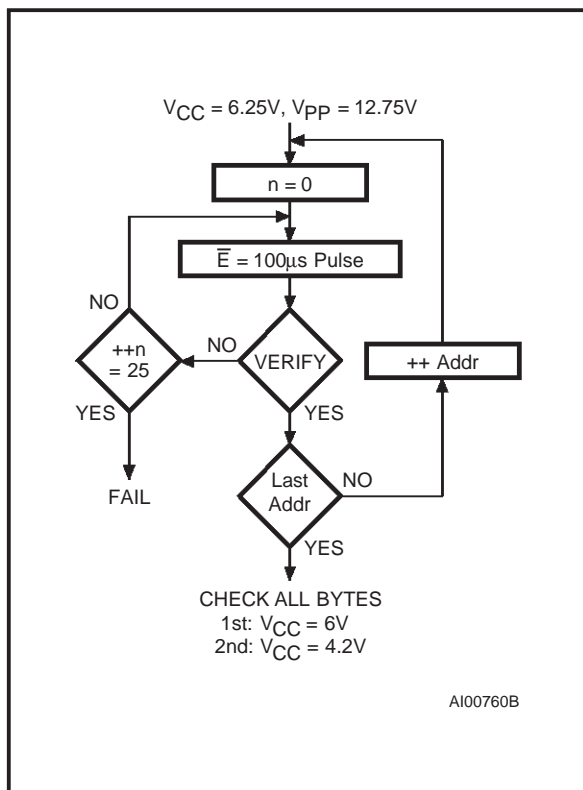 VCC = 6.25V, VPP = 12.75V
n = 0
E̅ = 100µs Pulse
NO
++n
= 25
NO
VERIFY
++ Addr
YES
YES
FAIL
Last
Addr
NO
YES
CHECK ALL BYTES
1st: VCC = 6V
2nd: VCC = 4.2V
AI00760B